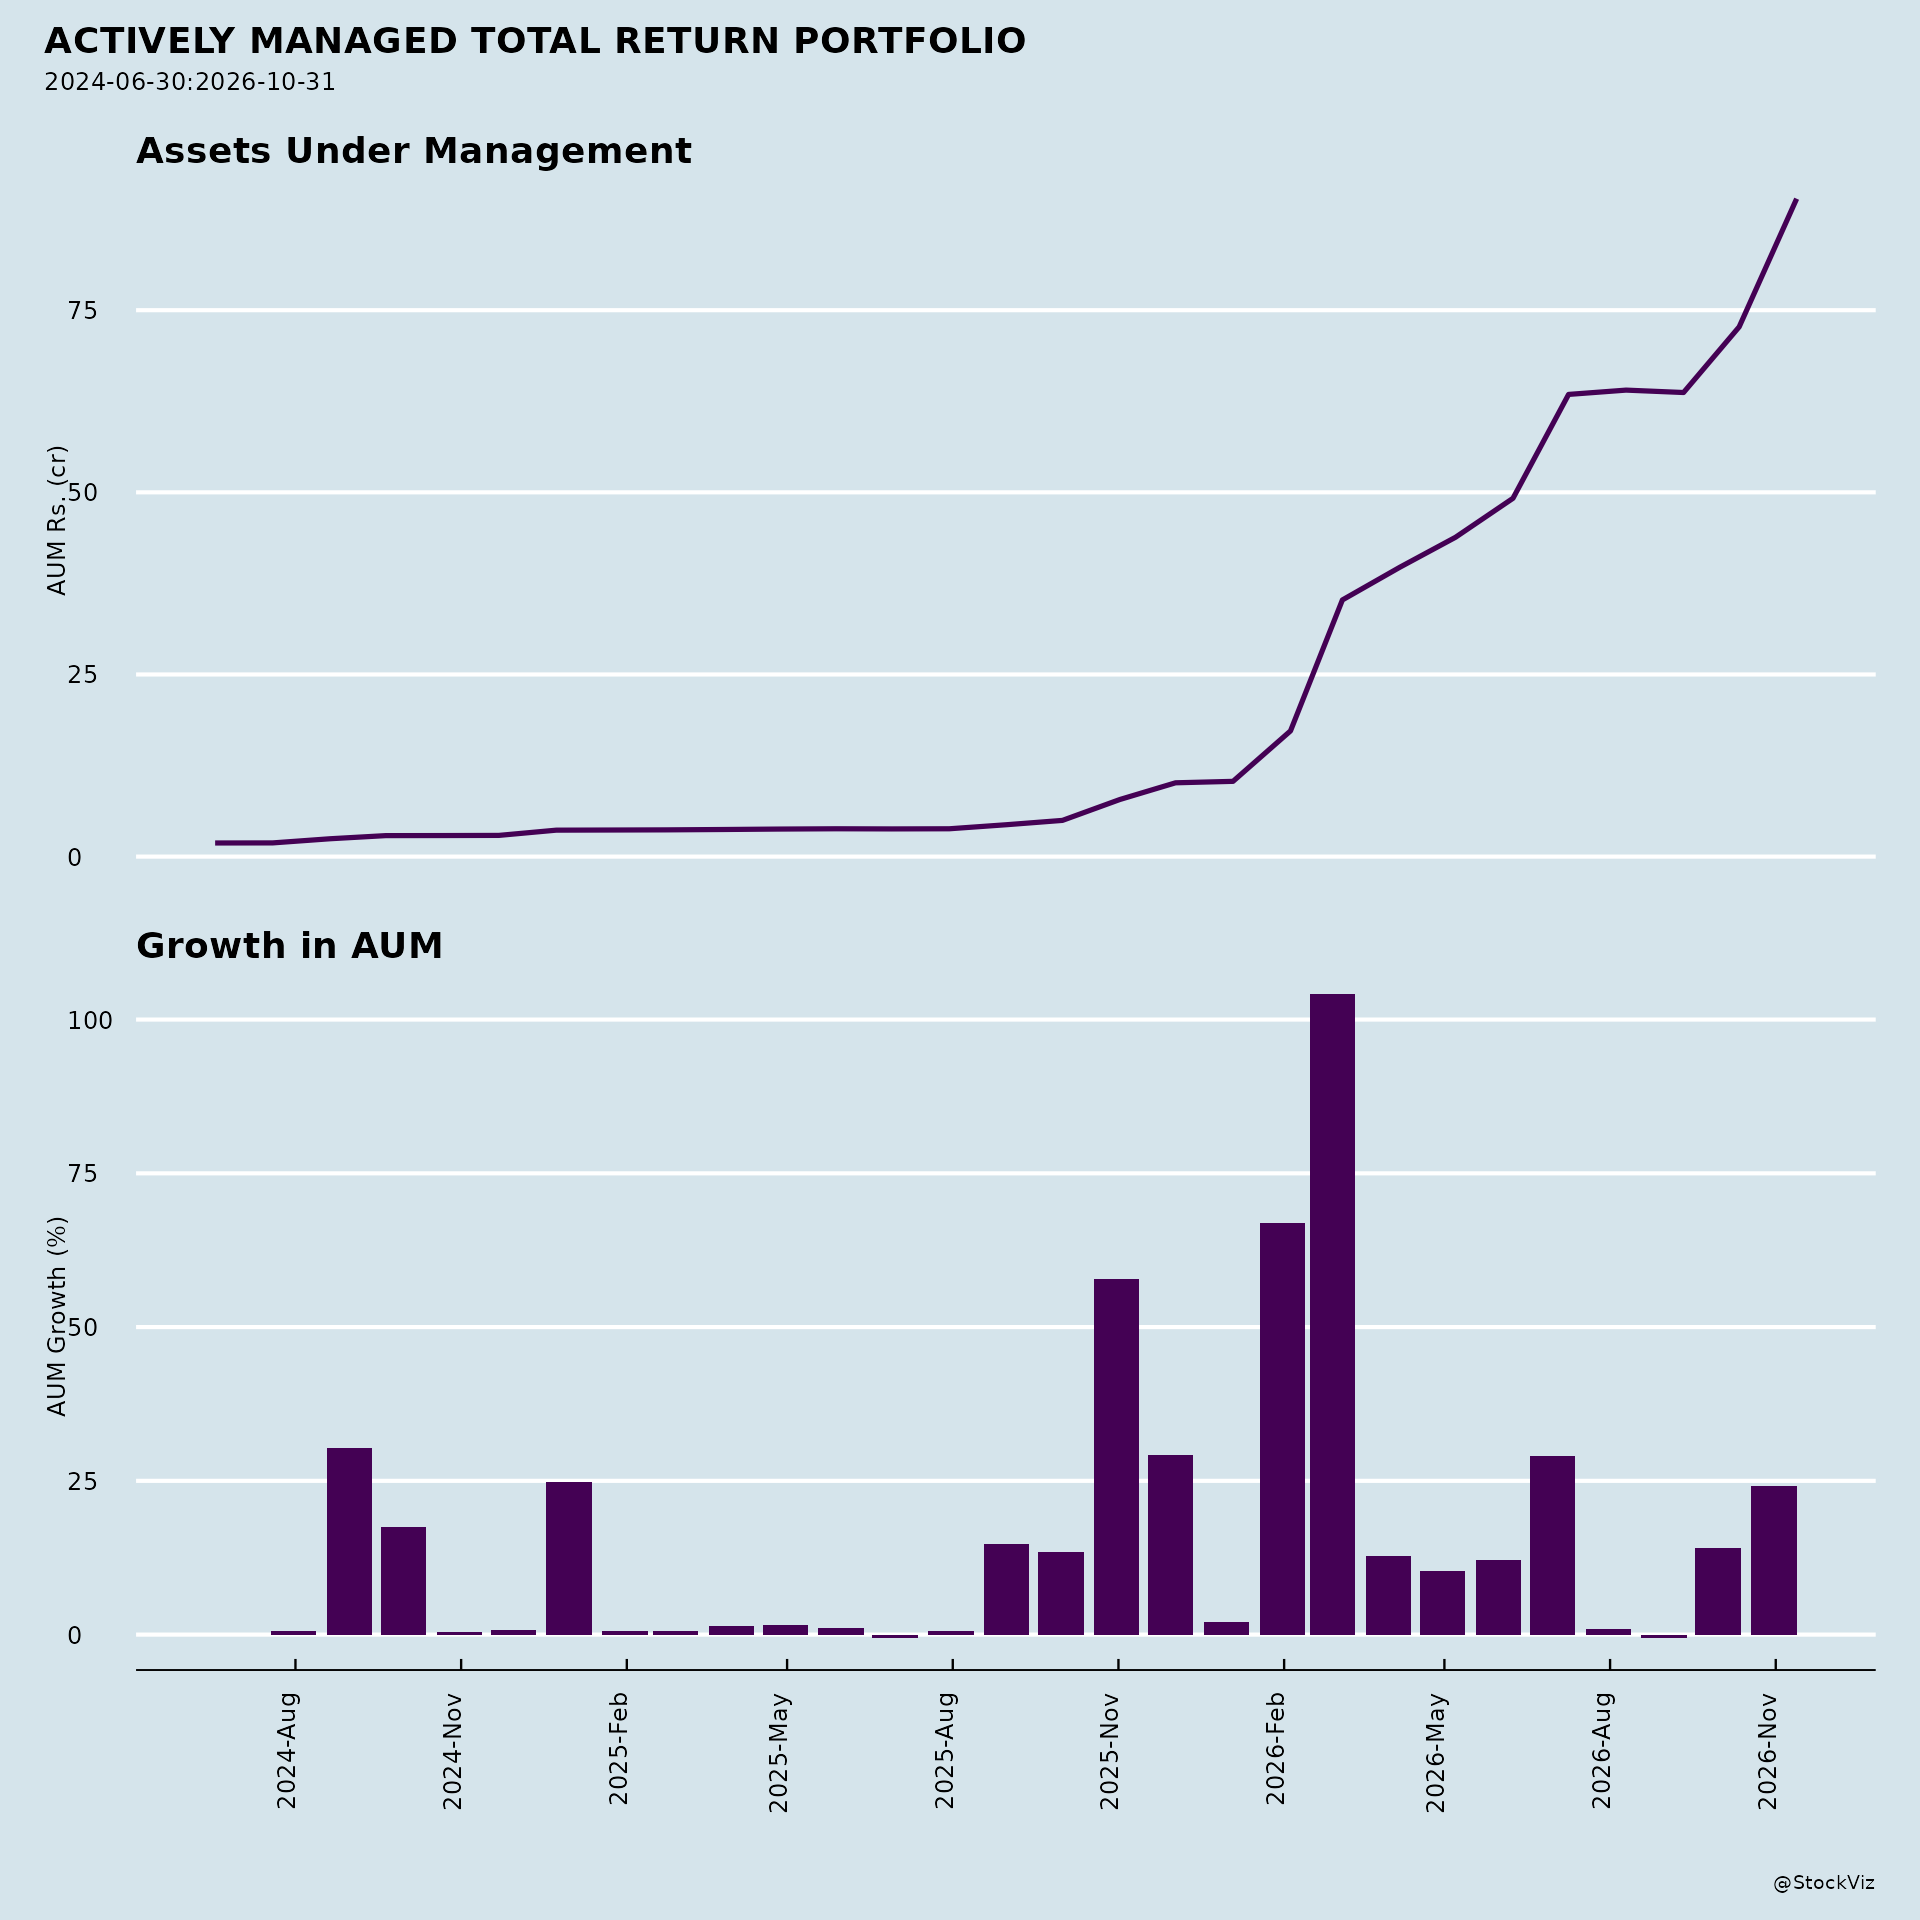 ACTIVELY MANAGED TOTAL RETURN PORTFOLIO
2024-06-30:2026-10-31
Assets Under Management
AUM Rs. (cr)
75
50
25
0
Growth in AUM
AUM Growth (%)
100
75
50
25
0
2024-Aug
2024-Nov
2025-Feb
2025-May
2025-Aug
2025-Nov
2026-Feb
2026-May
2026-Aug
2026-Nov
@StockViz